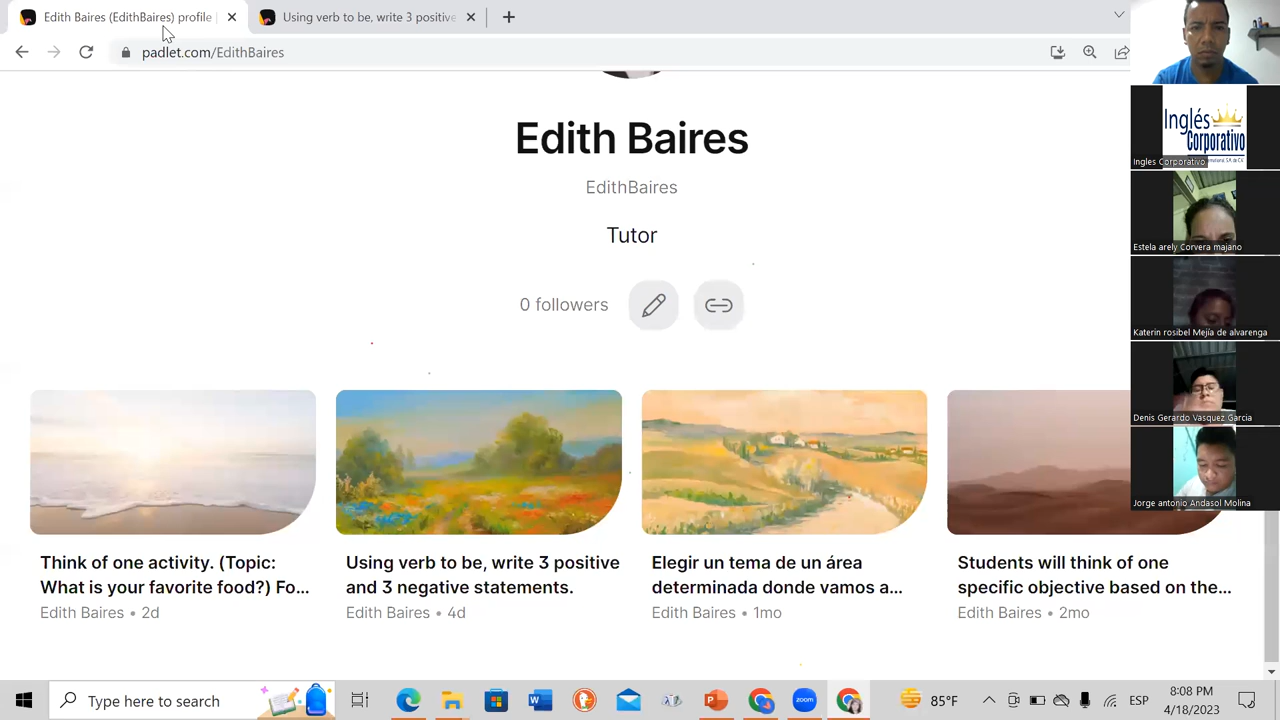 Edith Baires (EdithBaires) profile
Using verb to be, write 3 positive
padlet.com/EdithBaires
Edith Baires
EdithBaires
Tutor
0 followers
Think of one activity. (Topic:
What is your favorite food?) Fo...
Edith Baires • 2d
Using verb to be, write 3 positive
and 3 negative statements.
Edith Baires • 4d
Elegir un tema de un área
determinada donde vamos a...
Edith Baires • 1mo
Students will think of one
specific objective based on the...
Edith Baires • 2mo
Inglés
Corporativo
Ingles Corporativo
Estela arely Corvera majano
Katerin rosibel Mejía de alvarenga
Denis Gerardo Vasquez Garcia
Jorge antonio Andasol Molina
Type here to search
zoom
85°F
ESP
8:08 PM
4/18/2023